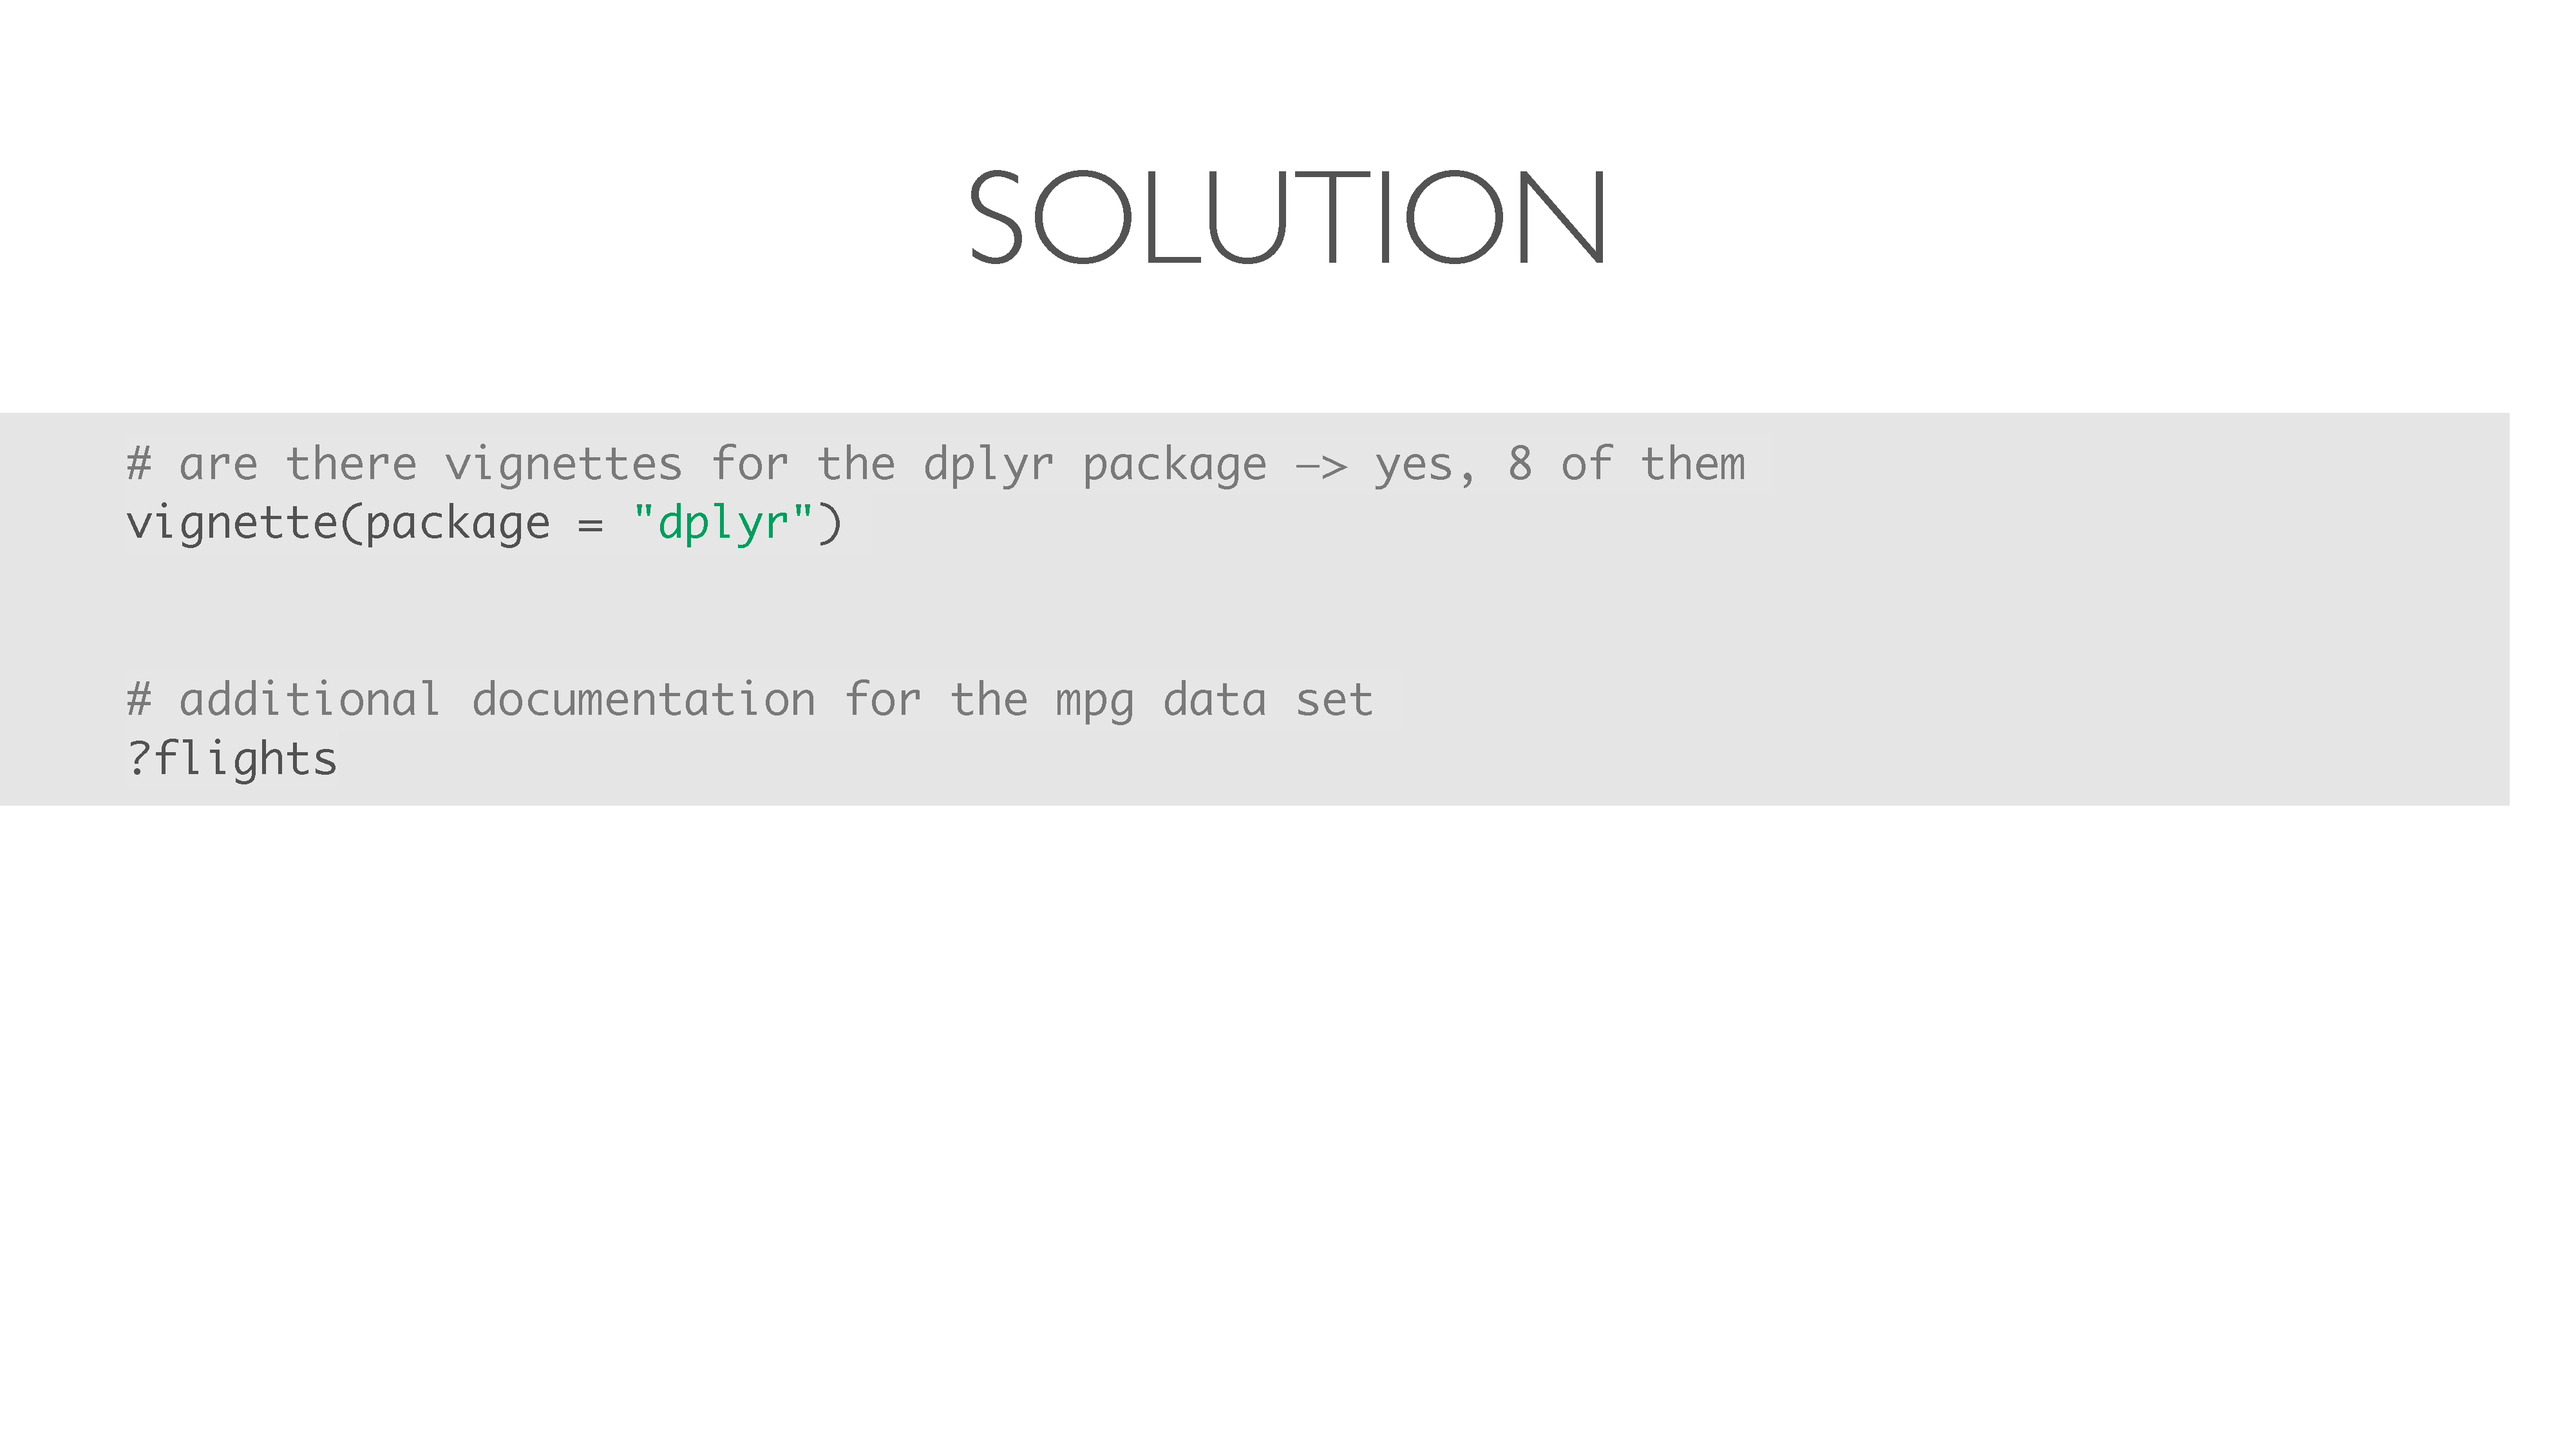 SOLUTION
# are there vignettes for the dplyr package –> yes, 8 of them
vignette(package = "dplyr")
# additional documentation for the mpg data set
?flights